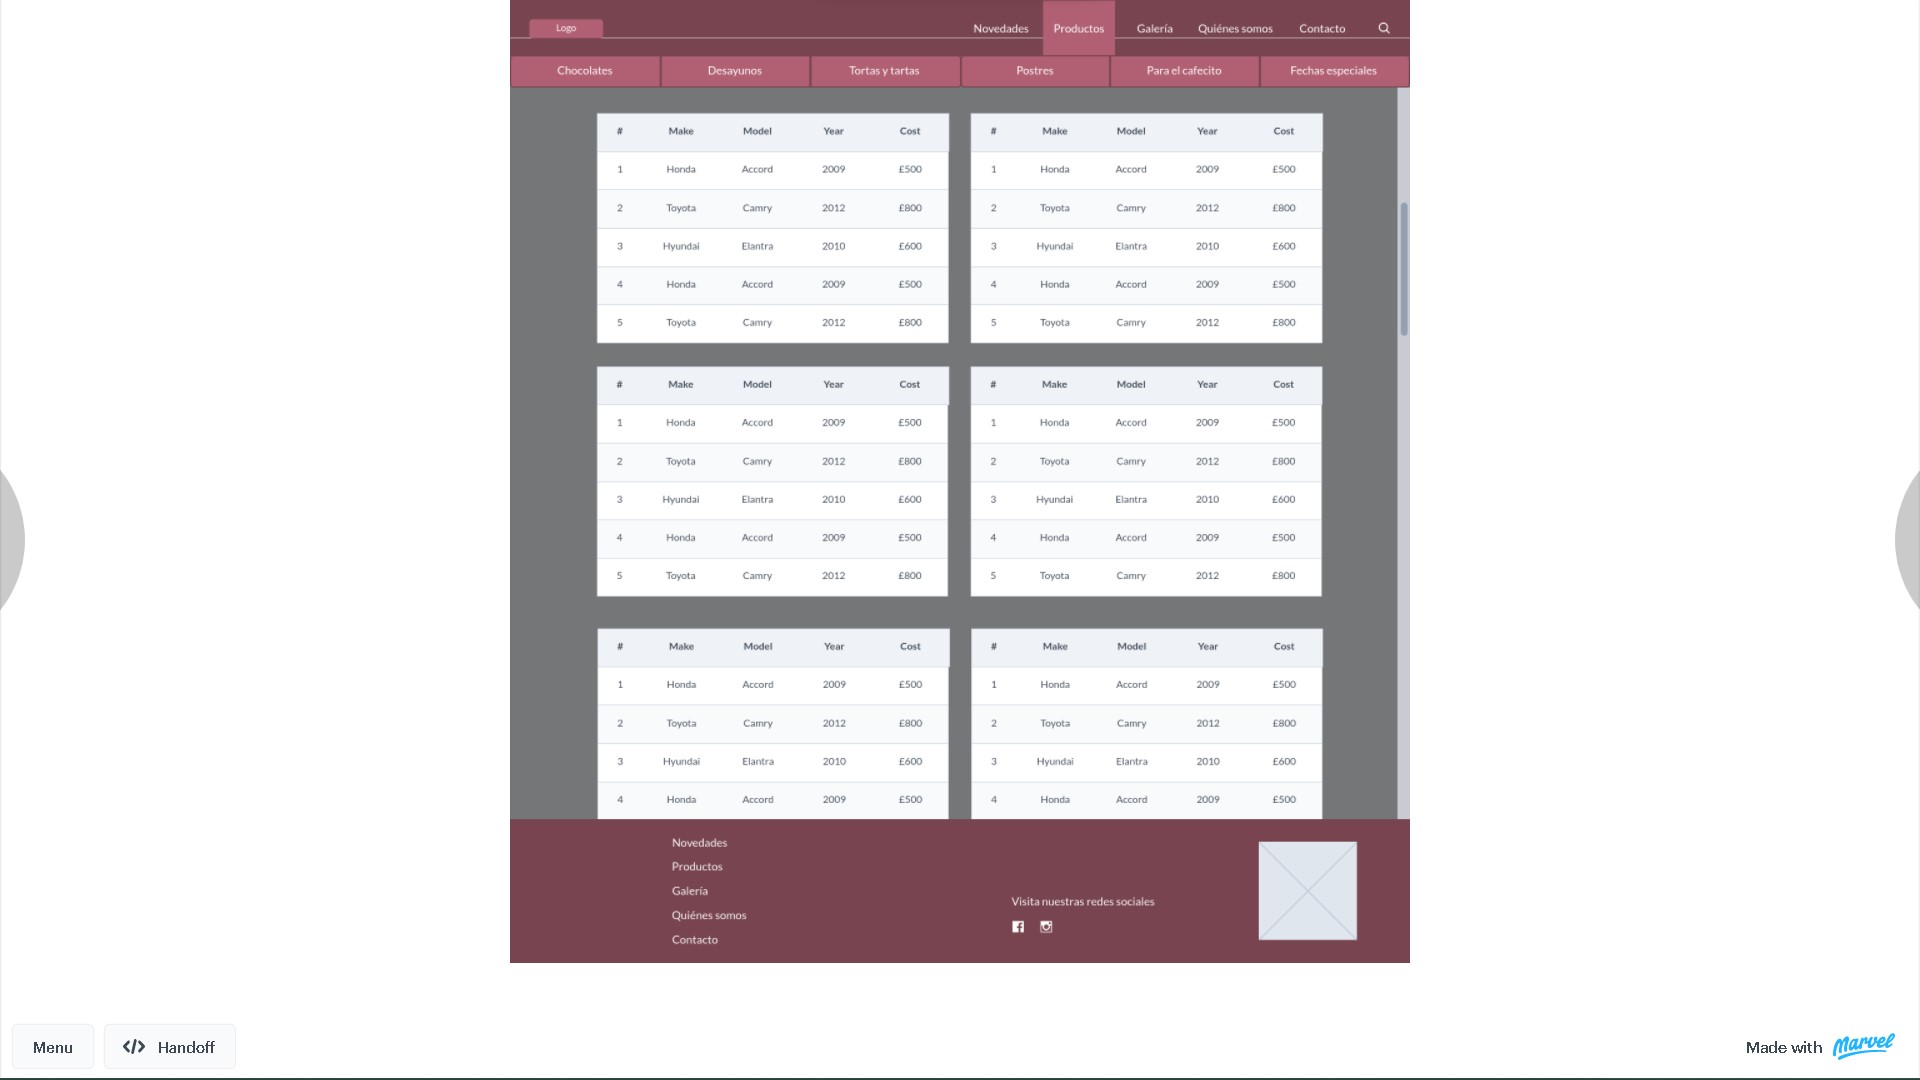 Logo
Novedades Productos Galería Quiénes somos Contacto
Chocolates Desayunos Tortas y tartas Postres Para el cafecito Fechas especiales
# Make Model Year Cost # Make Model Year Cost
1 Honda Accord 2009 £500 1 Honda Accord 2009 £500
2 Toyota Camry 2012 £800 2 Toyota Camry 2012 £800
3 Hyundai Elantra 2010 £600 3 Hyundai Elantra 2010 £600
4 Honda Accord 2009 £500 4 Honda Accord 2009 £500
5 Toyota Camry 2012 £800 5 Toyota Camry 2012 £800
# Make Model Year Cost # Make Model Year Cost
1 Honda Accord 2009 £500 1 Honda Accord 2009 £500
2 Toyota Camry 2012 £800 2 Toyota Camry 2012 £800
3 Hyundai Elantra 2010 £600 3 Hyundai Elantra 2010 £600
4 Honda Accord 2009 £500 4 Honda Accord 2009 £500
5 Toyota Camry 2012 £800 5 Toyota Camry 2012 £800
# Make Model Year Cost # Make Model Year Cost
1 Honda Accord 2009 £500 1 Honda Accord 2009 £500
2 Toyota Camry 2012 £800 2 Toyota Camry 2012 £800
3 Hyundai Elantra 2010 £600 3 Hyundai Elantra 2010 £600
4 Honda Accord 2009 £500 4 Honda Accord 2009 £500
Novedades
Productos
Galería
Quiénes somos
Contacto
Visita nuestras redes sociales
Menu
Handoff
Made with Marvel